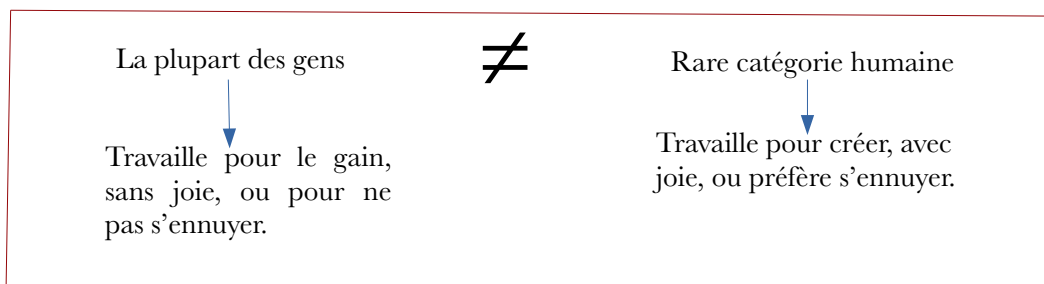 La plupart des gens
≠
Rare catégorie humaine
Travaille pour le gain,
sans joie, ou pour ne
pas s’ennuyer.
Travaille pour créer, avec
joie, ou préfère s’ennuyer.